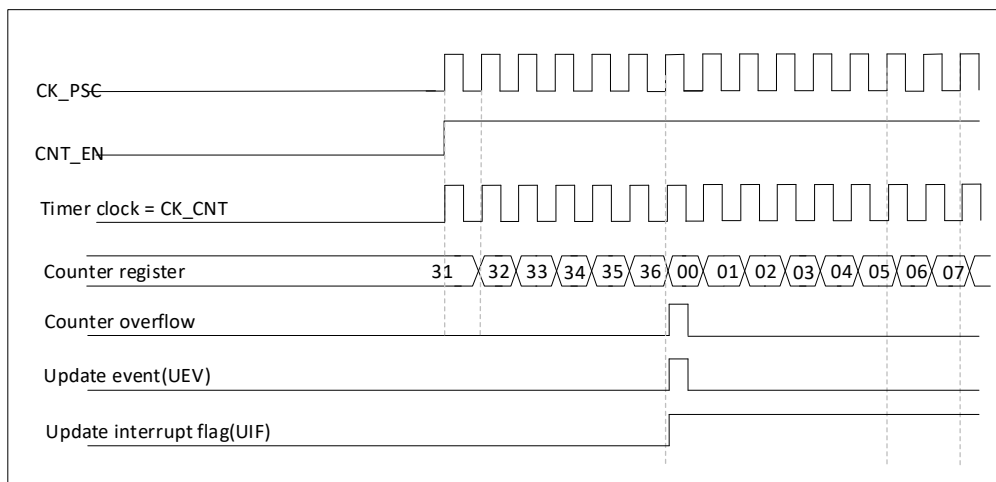 CK_PSC
CNT_EN
Timer clock = CK_CNT
Counter register 31 32 33 34 35 36 00 01 02 03 04 05 06 07
Counter overflow
Update event(UEV)
Update interrupt flag(UIF)